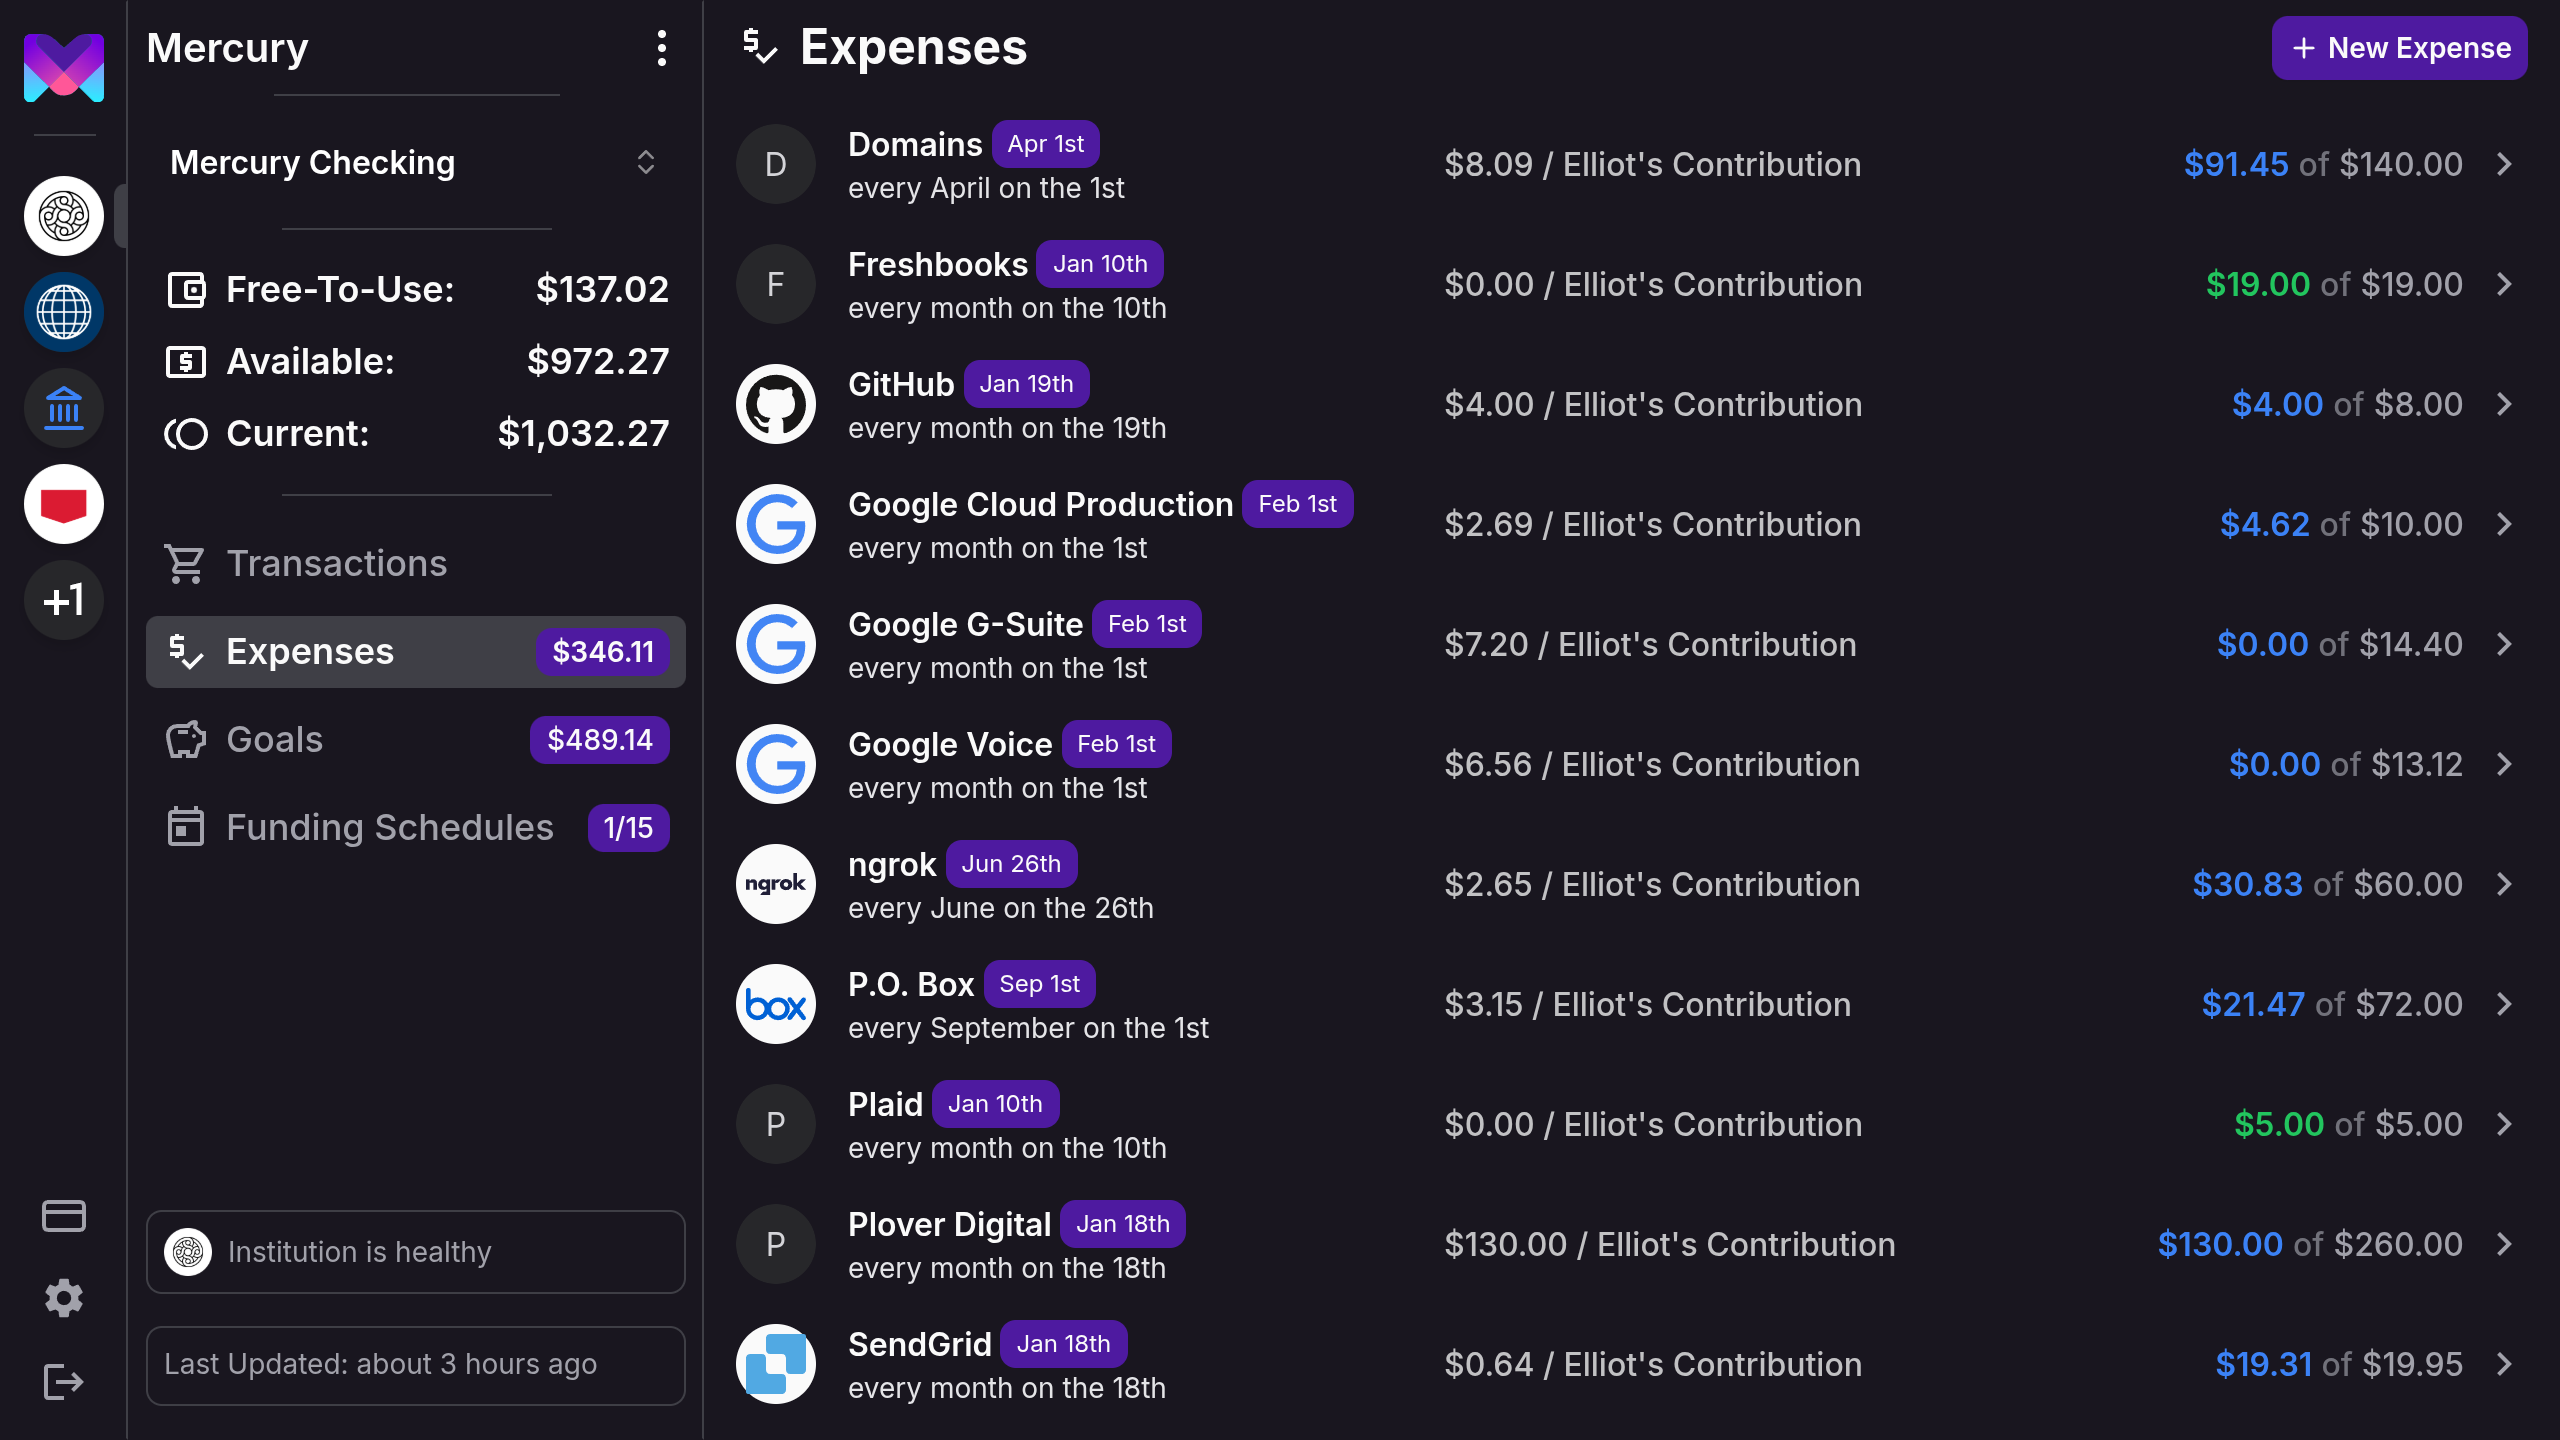 Mercury
Mercury Checking
Free-To-Use: $137.02
Available: $972.27
Current: $1,032.27
Transactions
Expenses $346.11
Goals $489.14
Funding Schedules 1/15
+1
Institution is healthy
Last Updated: about 3 hours ago
Expenses
+ New Expense
D
Domains Apr 1st
every April on the 1st
$8.09 / Elliot's Contribution
$91.45 of $140.00
F
Freshbooks Jan 10th
every month on the 10th
$0.00 / Elliot's Contribution
$19.00 of $19.00
GitHub Jan 19th
every month on the 19th
$4.00 / Elliot's Contribution
$4.00 of $8.00
Google Cloud Production Feb 1st
every month on the 1st
$2.69 / Elliot's Contribution
$4.62 of $10.00
Google G-Suite Feb 1st
every month on the 1st
$7.20 / Elliot's Contribution
$0.00 of $14.40
Google Voice Feb 1st
every month on the 1st
$6.56 / Elliot's Contribution
$0.00 of $13.12
ngrok
ngrok Jun 26th
every June on the 26th
$2.65 / Elliot's Contribution
$30.83 of $60.00
box
P.O. Box Sep 1st
every September on the 1st
$3.15 / Elliot's Contribution
$21.47 of $72.00
P
Plaid Jan 10th
every month on the 10th
$0.00 / Elliot's Contribution
$5.00 of $5.00
P
Plover Digital Jan 18th
every month on the 18th
$130.00 / Elliot's Contribution
$130.00 of $260.00
SendGrid Jan 18th
every month on the 18th
$0.64 / Elliot's Contribution
$19.31 of $19.95